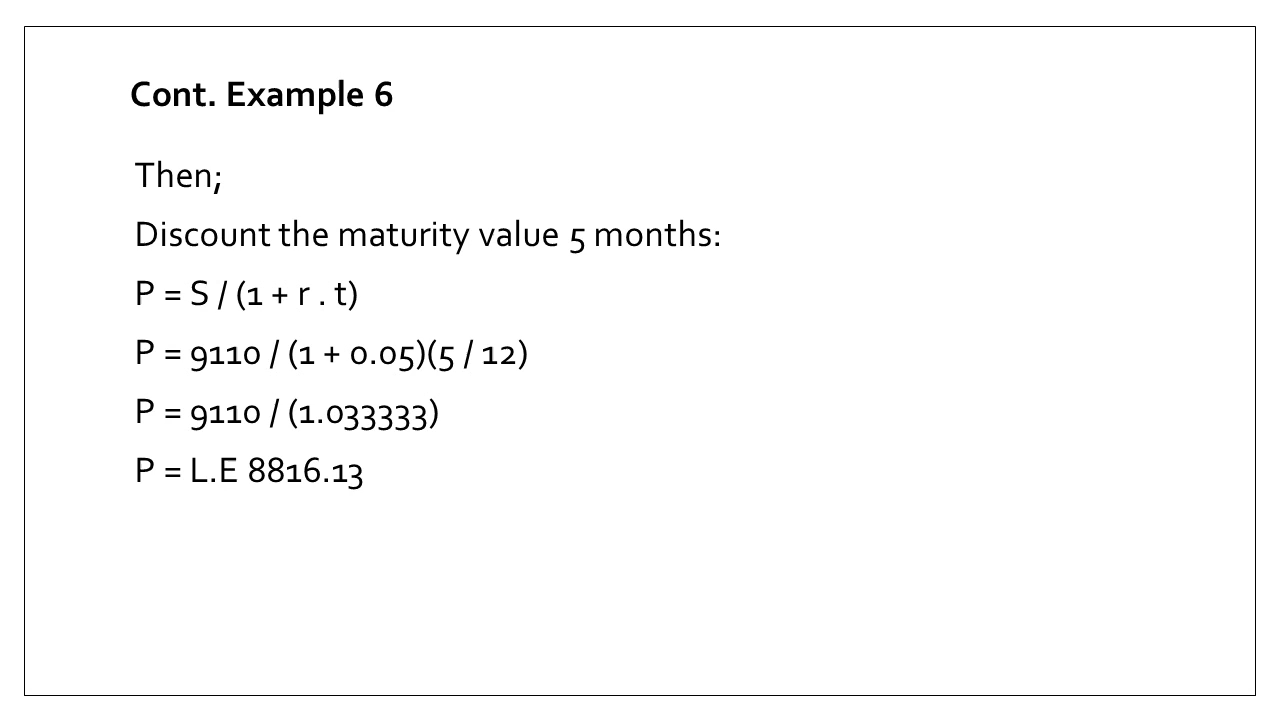 Cont. Example 6
Then;
Discount the maturity value 5 months:
P = S / (1 + r . t)
P = 9110 / (1 + 0.05)(5 / 12)
P = 9110 / (1.033333)
P = L.E 8816.13